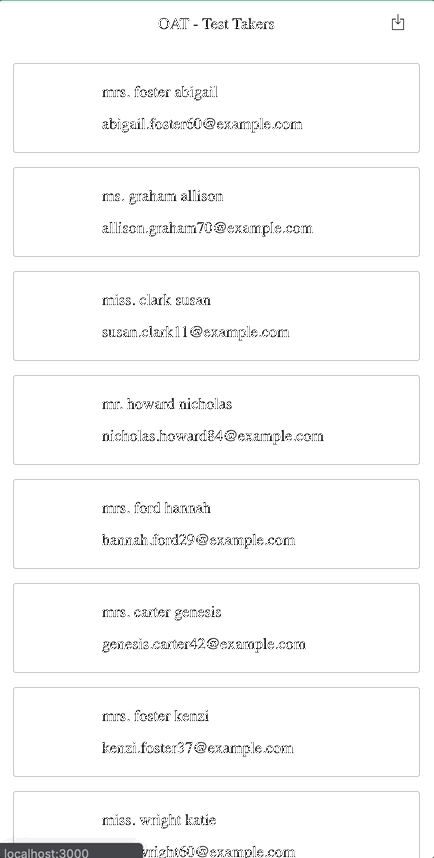 OAT - Test Takers
mrs. foster abigail
abigail.foster60@example.com
ms. graham allison
allison.graham70@example.com
miss. clark susan
susan.clark11@example.com
mr. howard nicholas
nicholas.howard84@example.com
mrs. ford hannah
hannah.ford29@example.com
mrs. carter genesis
genesis.carter42@example.com
mrs. foster kenzi
kenzi.foster37@example.com
miss. wright katie
wright60@example.com
localhost:3000